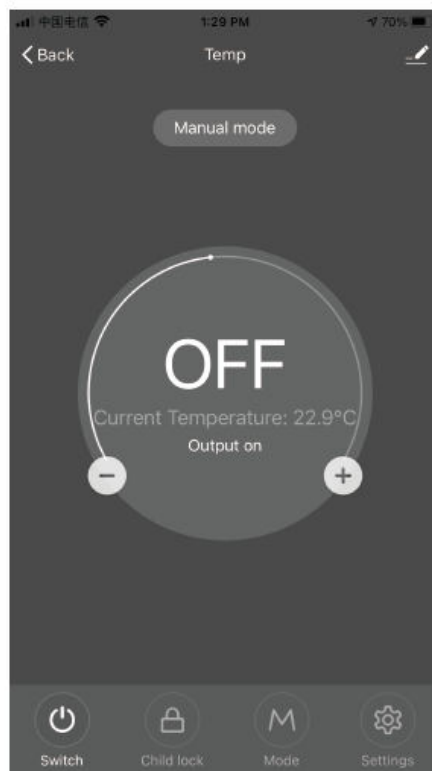 中国电信 1:29 PM 70%
Back Temp
Manual mode
OFF
Current Temperature: 22.9°C
Output on
Switch Child lock Mode Settings